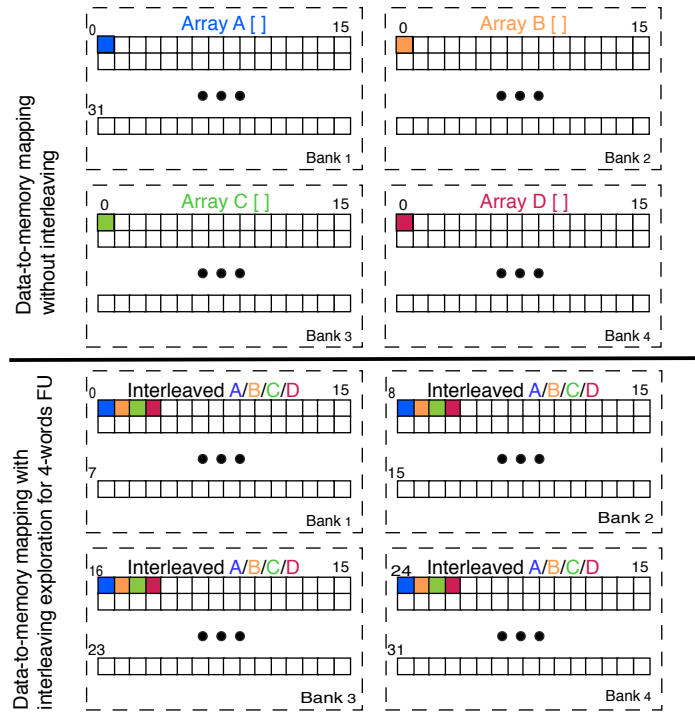 Data-to-memory mapping
without interleaving
Array A [ ]
0
15
31
Bank 1
Array B [ ]
0
15
Bank 2
Array C [ ]
0
15
Bank 3
Array D [ ]
0
15
Bank 4
Data-to-memory mapping with
interleaving exploration for 4-words FU
Interleaved A/B/C/D
0
15
7
Bank 1
Interleaved A/B/C/D
8
15
15
Bank 2
Interleaved A/B/C/D
16
15
23
Bank 3
Interleaved A/B/C/D
24
15
31
Bank 4